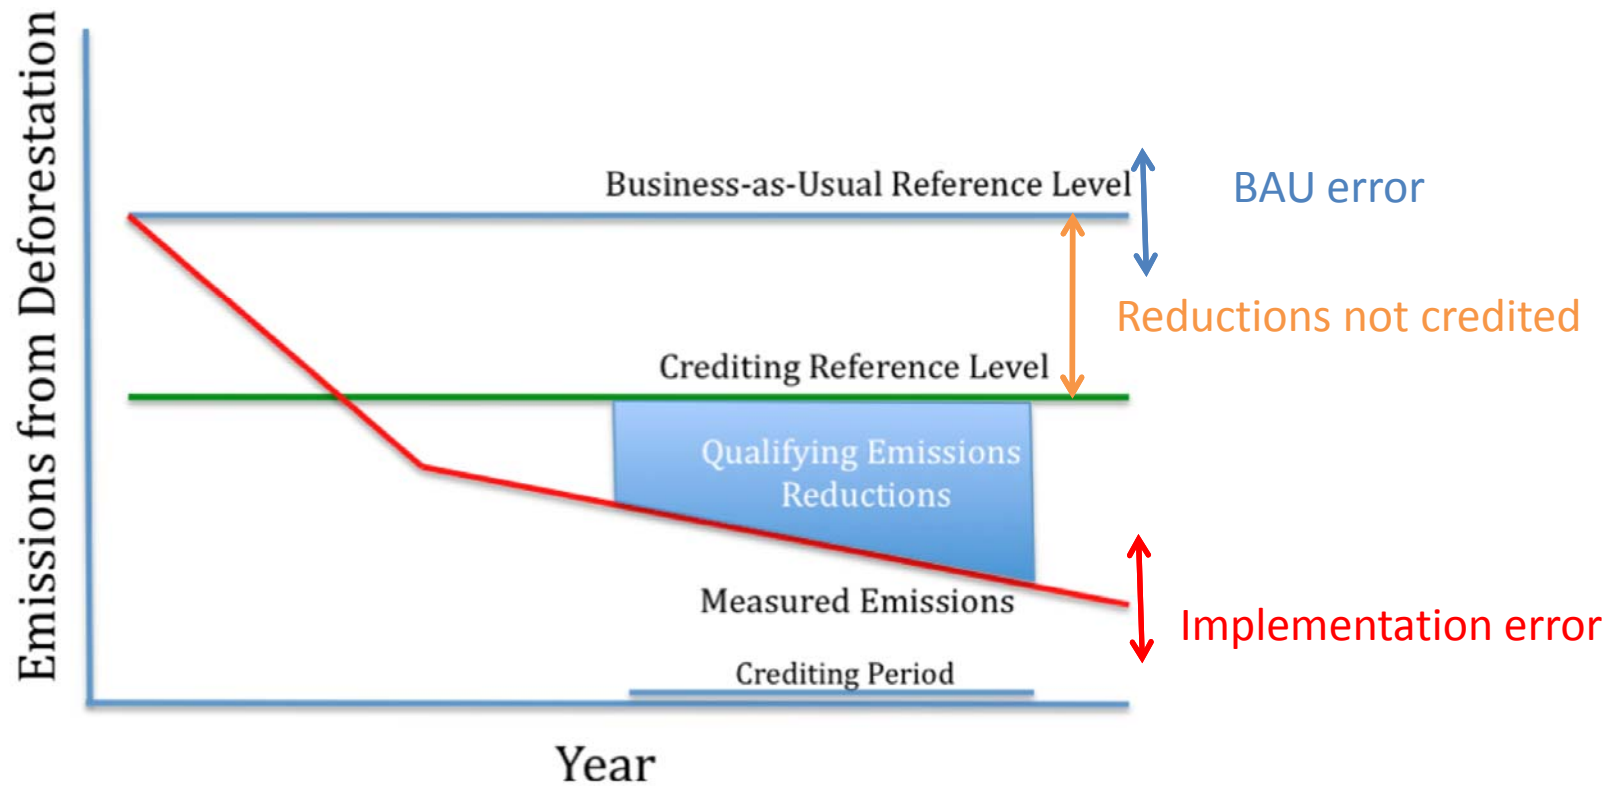 Emissions from Deforestation
Business-as-Usual Reference Level
BAU error
Reductions not credited
Crediting Reference Level
Qualifying Emissions
Reductions
Measured Emissions
Implementation error
Crediting Period
Year